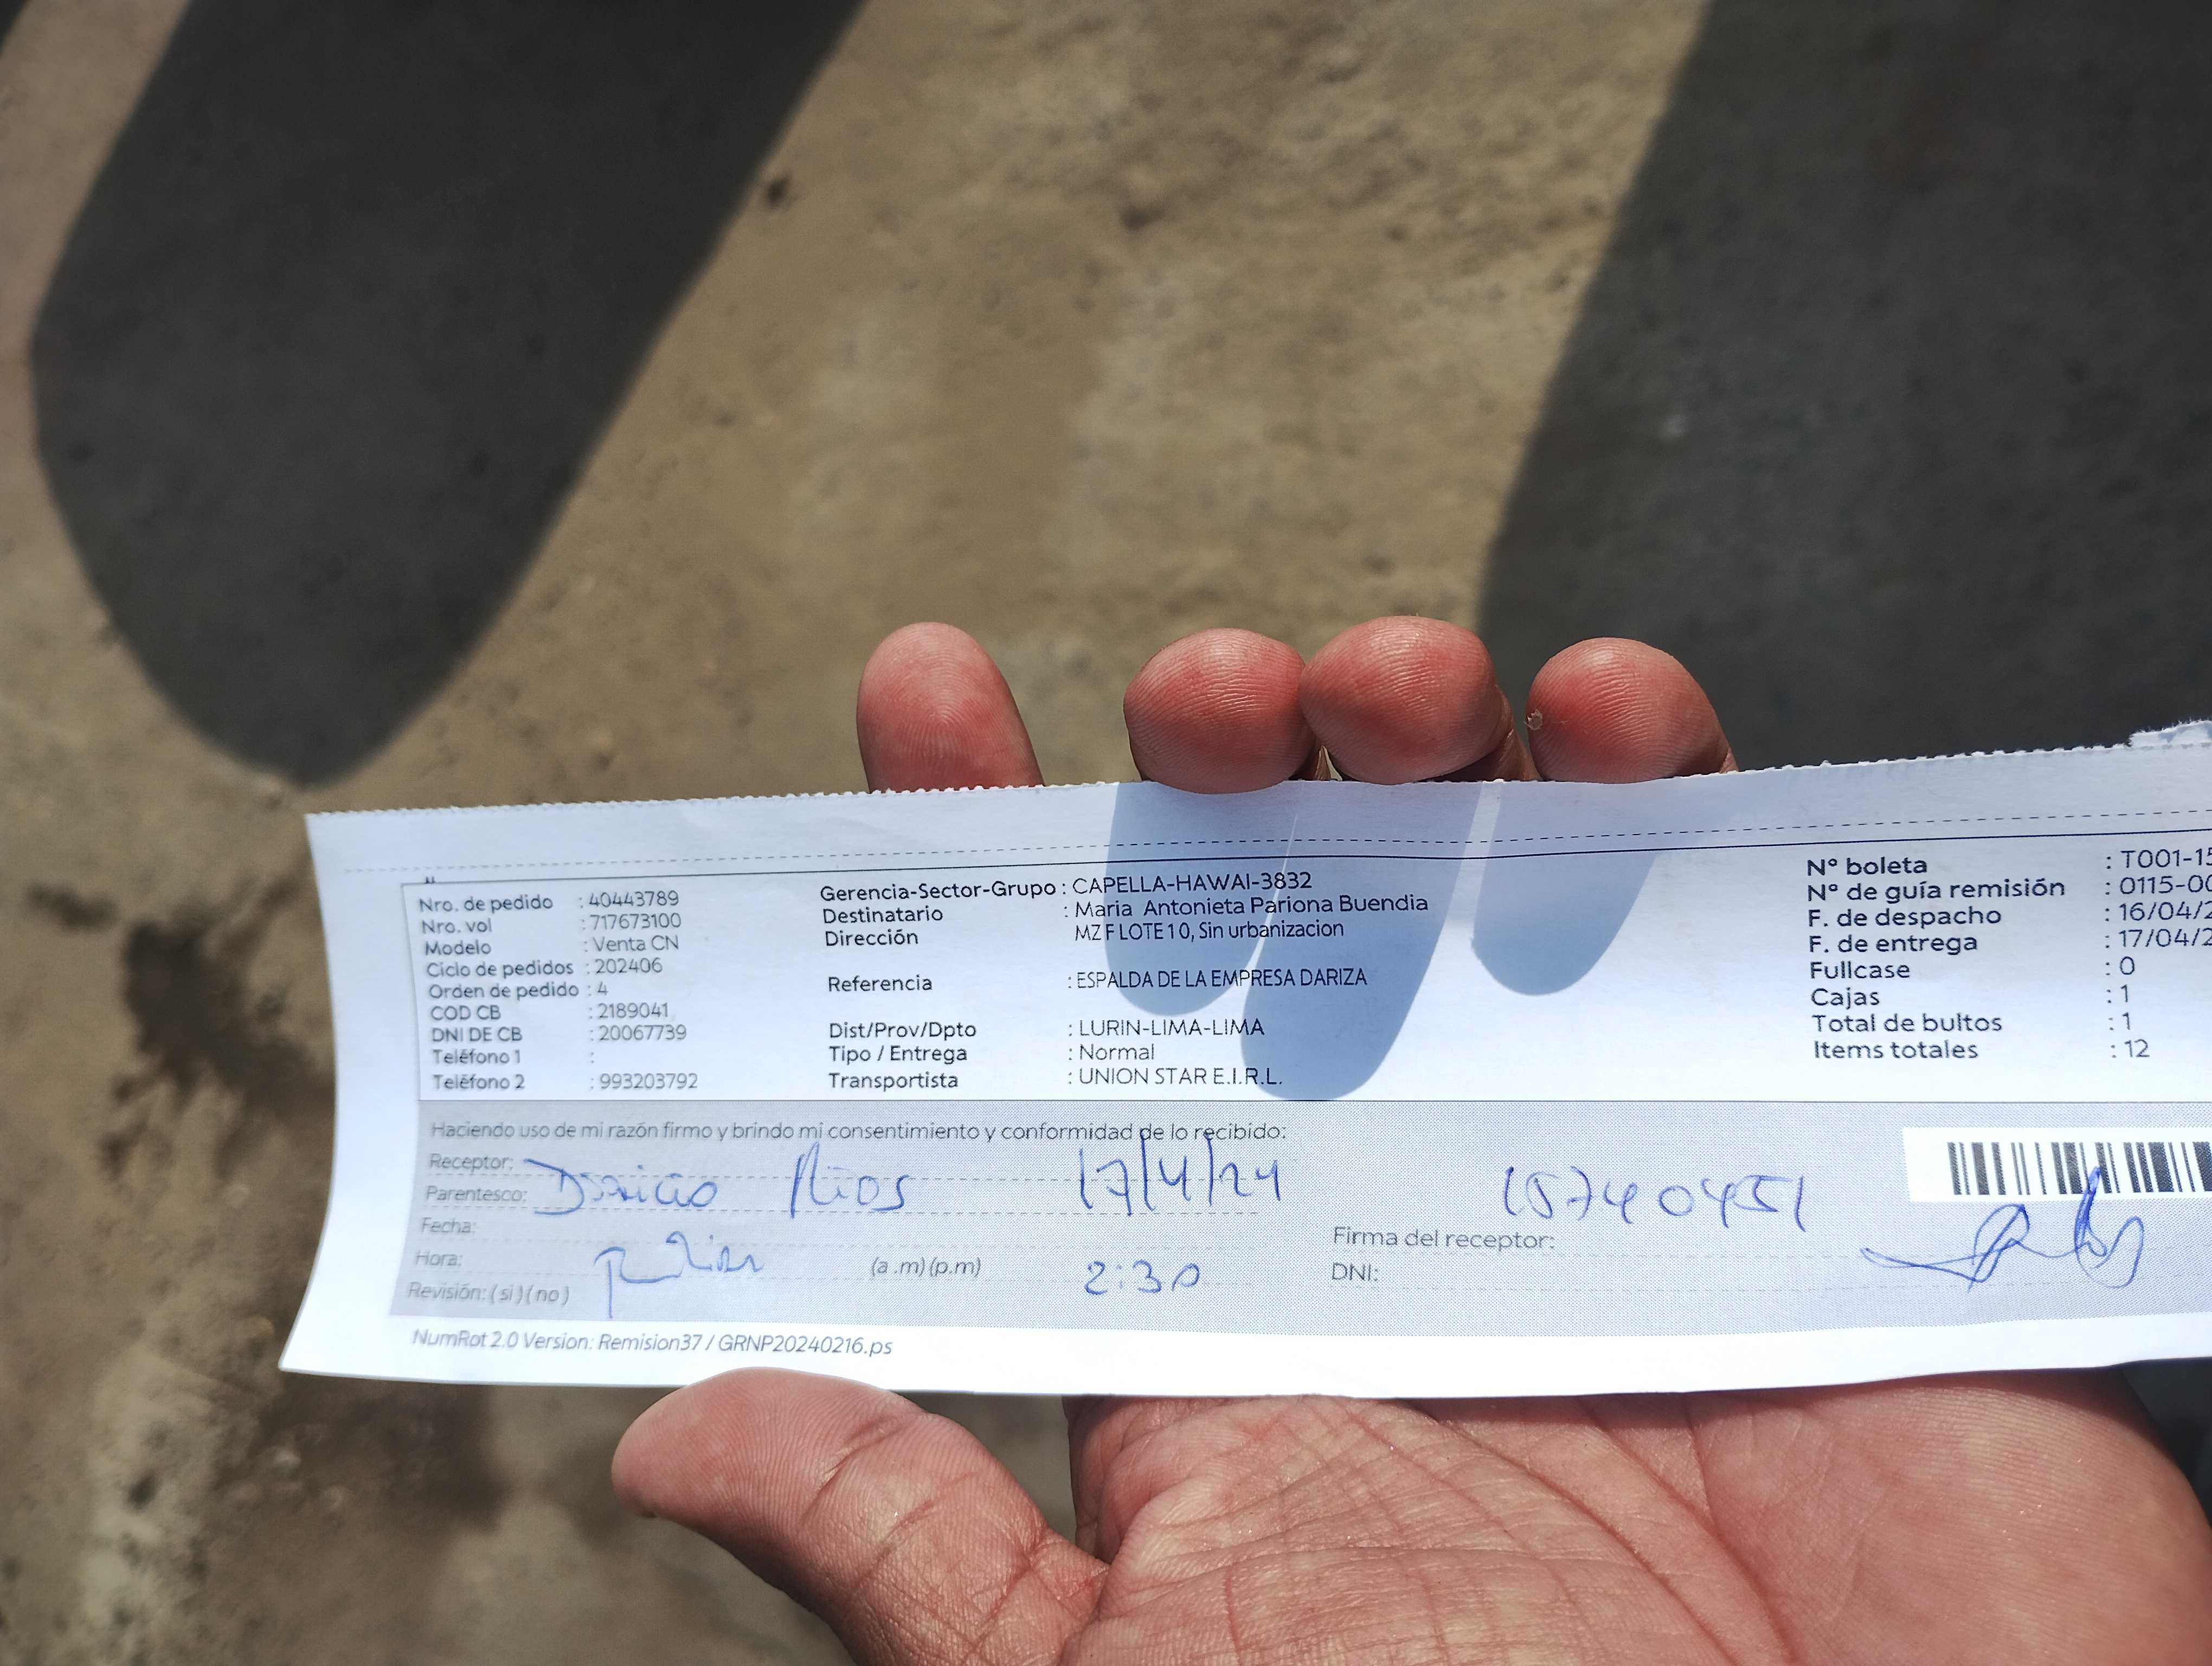 Nro. de pedido : 40443789
Nro. vol : 717673100
Modelo : Venta CN
Ciclo de pedidos : 202406
Orden de pedido : 4
COD CB : 2189041
DNI DE CB : 20067739
Teléfono 1 :
Teléfono 2 : 993203792
Gerencia-Sector-Grupo : CAPELLA-HAWAI-3832
Destinatario : Maria Antonieta Pariona Buendia
Dirección MZ F LOTE 10, Sin urbanizacion
Referencia : ESPALDA DE LA EMPRESA DARIZA
Dist/Prov/Dpto : LURIN-LIMA-LIMA
Tipo / Entrega : Normal
Transportista : UNION STAR E.I.R.L.
N° boleta : T001-15
N° de guía remisión : 0115-00
F. de despacho : 16/04/2
F. de entrega : 17/04/2
Fullcase : 0
Cajas : 1
Total de bultos : 1
Items totales : 12
Haciendo uso de mi razón firmo y brindo mi consentimiento y conformidad de lo recibido:
Receptor:
Parentesco: Rios 17/4/24
Fecha:
Hora: (a .m) (p.m) 2:30
Revisión: ( si ) ( no )
15740451
Firma del receptor:
DNI:
NumRot 2.0 Version: Remision37 / GRNP20240216.ps